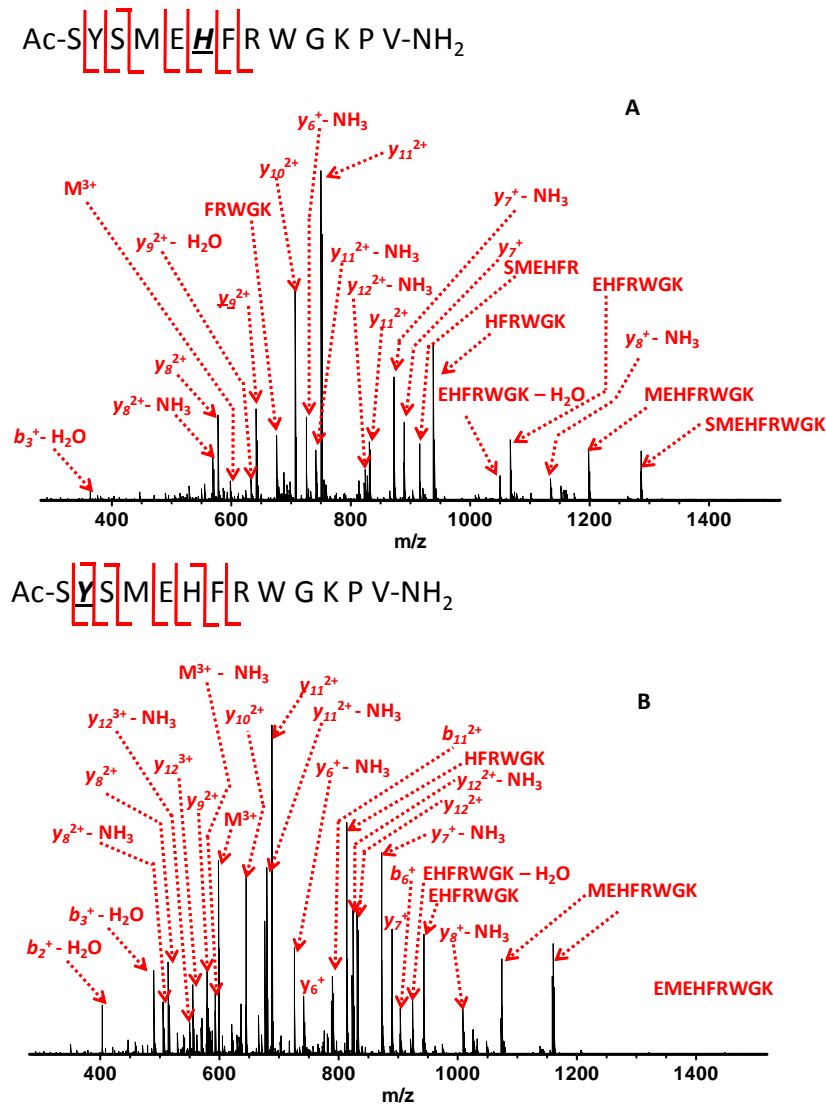 Ac-SYSMEHFRWGKPV-NH₂
A
y₆⁺- NH₃
y₁₁²⁺
y₁₀²⁺
M³⁺
FRWGK
y₇⁺- NH₃
y₉²⁺- H₂O
y₇⁺
y₁₁²⁺- NH₃
SMEHFR
y₁₂²⁺- NH₃
EHFRWGK
y₉²⁺
y₁₁²⁺
HFRWGK
y₈⁺- NH₃
y₈²⁺
EHFRWGK – H₂O
MEHFRWGK
y₈²⁺- NH₃
SMEHFRWGK
b₃⁺- H₂O
400 600 800 1000 1200 1400
m/z
Ac-SYSMEHFRWGKPV-NH₂
M³⁺ - NH₃
y₁₁²⁺
B
y₁₂³⁺- NH₃
y₁₀²⁺
y₁₁²⁺- NH₃
b₁₁²⁺
y₁₂³⁺
HFRWGK
y₈²⁺
y₆⁺- NH₃
y₁₂²⁺- NH₃
y₉²⁺
y₁₂²⁺
y₈²⁺- NH₃
M³⁺
y₇⁺- NH₃
b₆⁺ EHFRWGK – H₂O
b₃⁺- H₂O
EHFRWGK
MEHFRWGK
y₇⁺
y₈⁺- NH₃
b₂⁺- H₂O
y₆⁺
EMEHFRWGK
400 600 800 1000 1200 1400
m/z